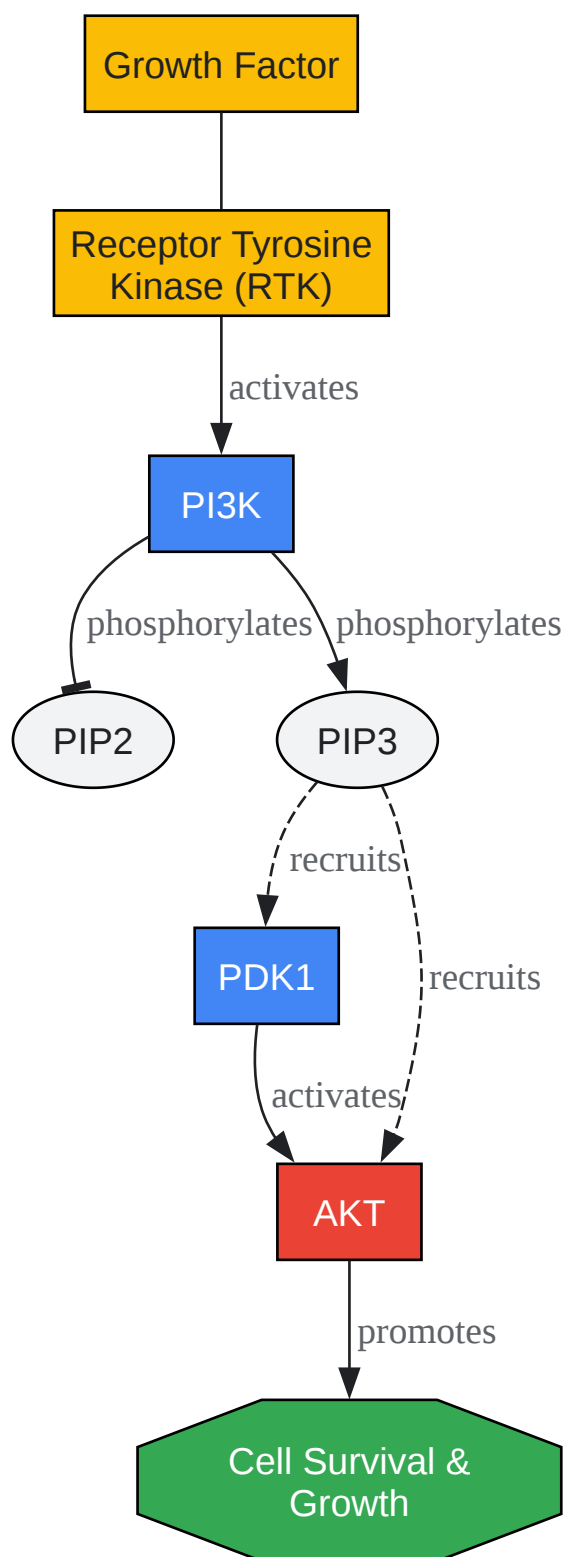 Growth Factor
Receptor Tyrosine
Kinase (RTK)
activates
PI3K
phosphorylates
phosphorylates
PIP2
PIP3
recruits
PDK1
recruits
activates
AKT
promotes
Cell Survival &
Growth